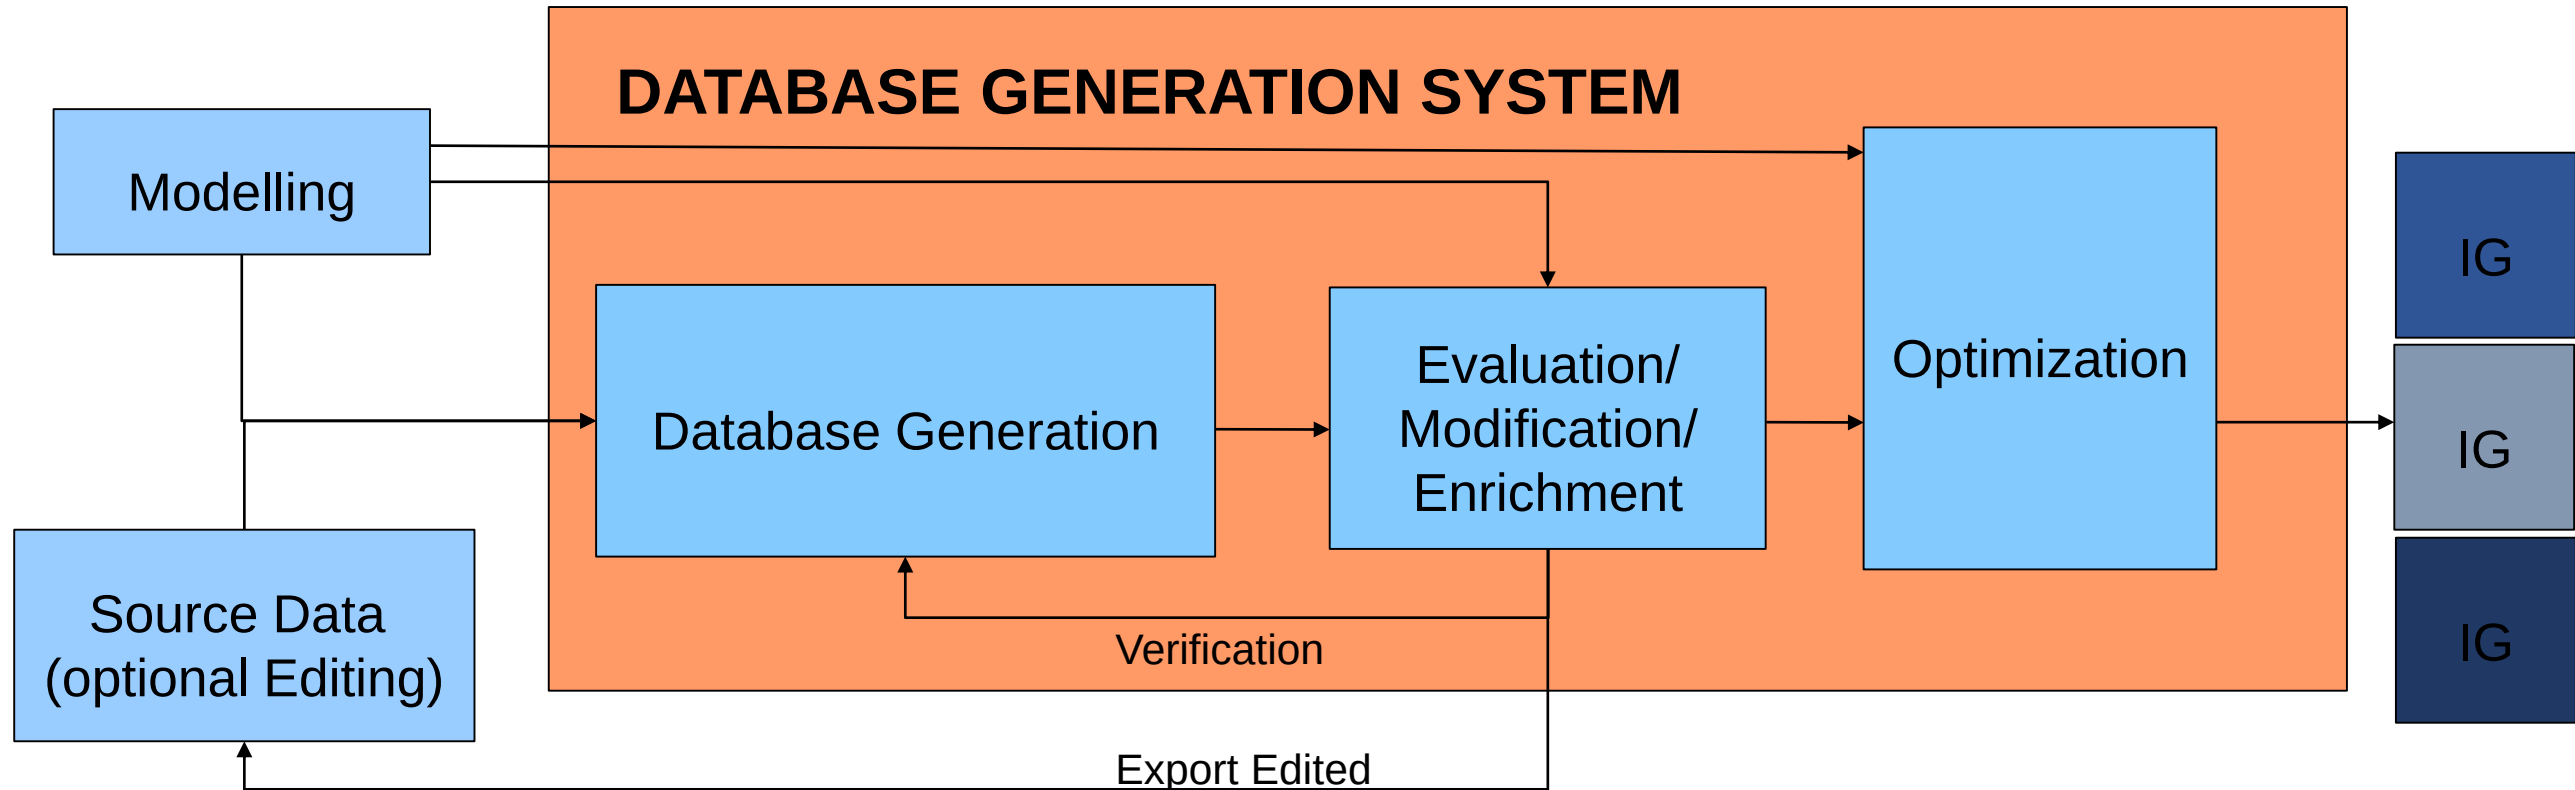 DATABASE GENERATION SYSTEM
Modelling
Database Generation
Evaluation/
Modification/
Enrichment
Optimization
IG
IG
IG
Source Data
(optional Editing)
Verification
Export Edited